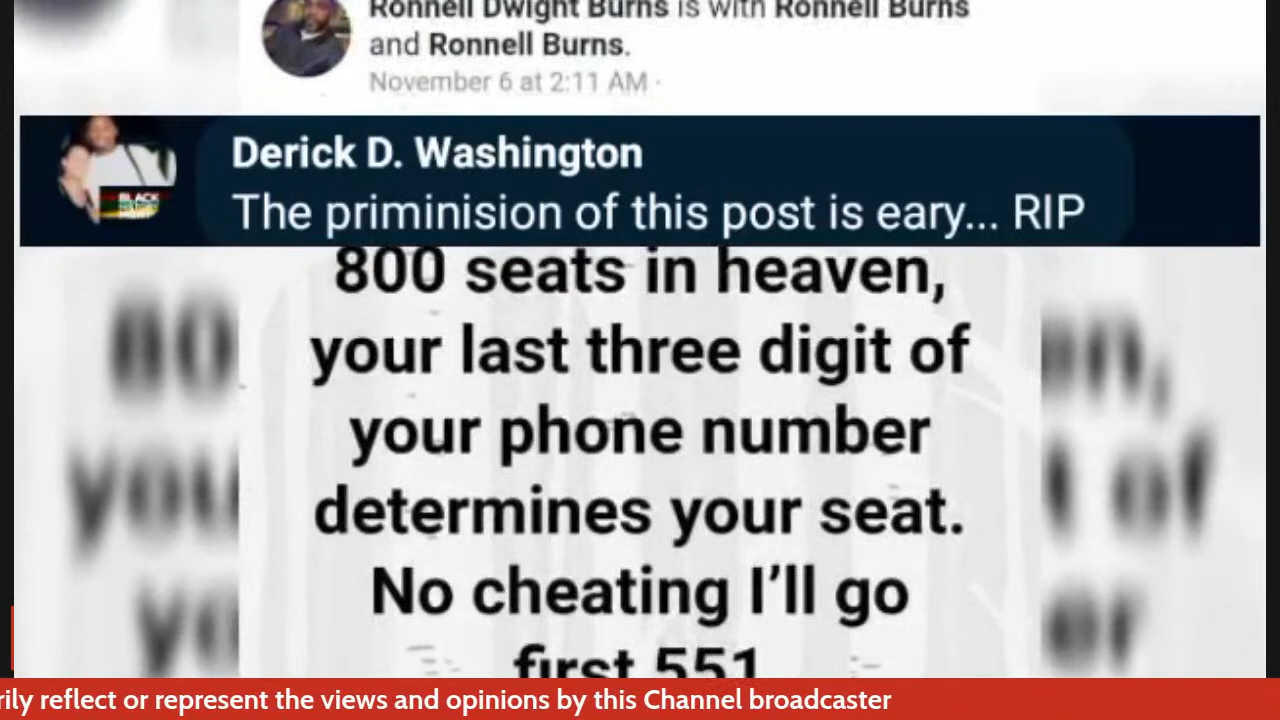 Ronnell Dwight Burns is with Ronnell Burns
and Ronnell Burns.
November 6 at 2:11 AM ·
Derick D. Washington
The priminision of this post is eary... RIP
800 seats in heaven,
your last three digit of
your phone number
determines your seat.
No cheating I'll go
first 551
rily reflect or represent the views and opinions by this Channel broadcaster